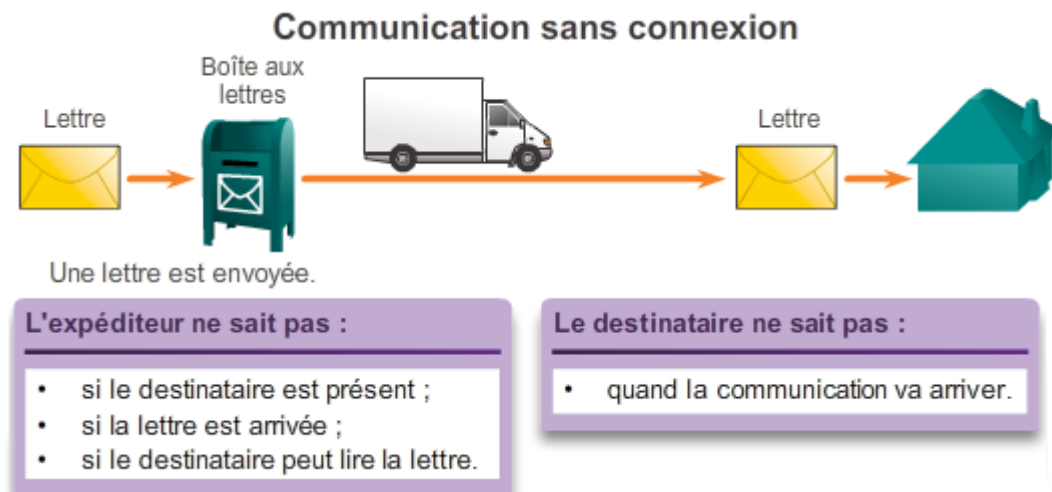 Communication sans connexion
Boîte aux
lettres
Lettre
Lettre
Une lettre est envoyée.
L'expéditeur ne sait pas :
• si le destinataire est présent ;
• si la lettre est arrivée ;
• si le destinataire peut lire la lettre.
Le destinataire ne sait pas :
• quand la communication va arriver.